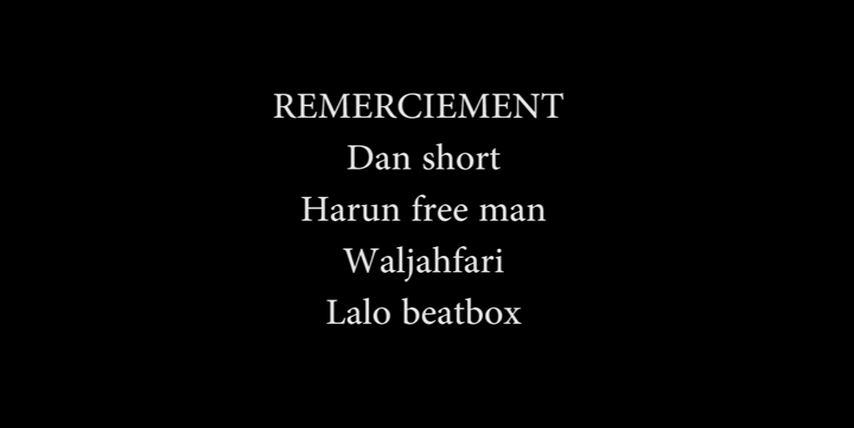 REMERCIEMENT
Dan short
Harun free man
Waljahfari
Lalo beatbox